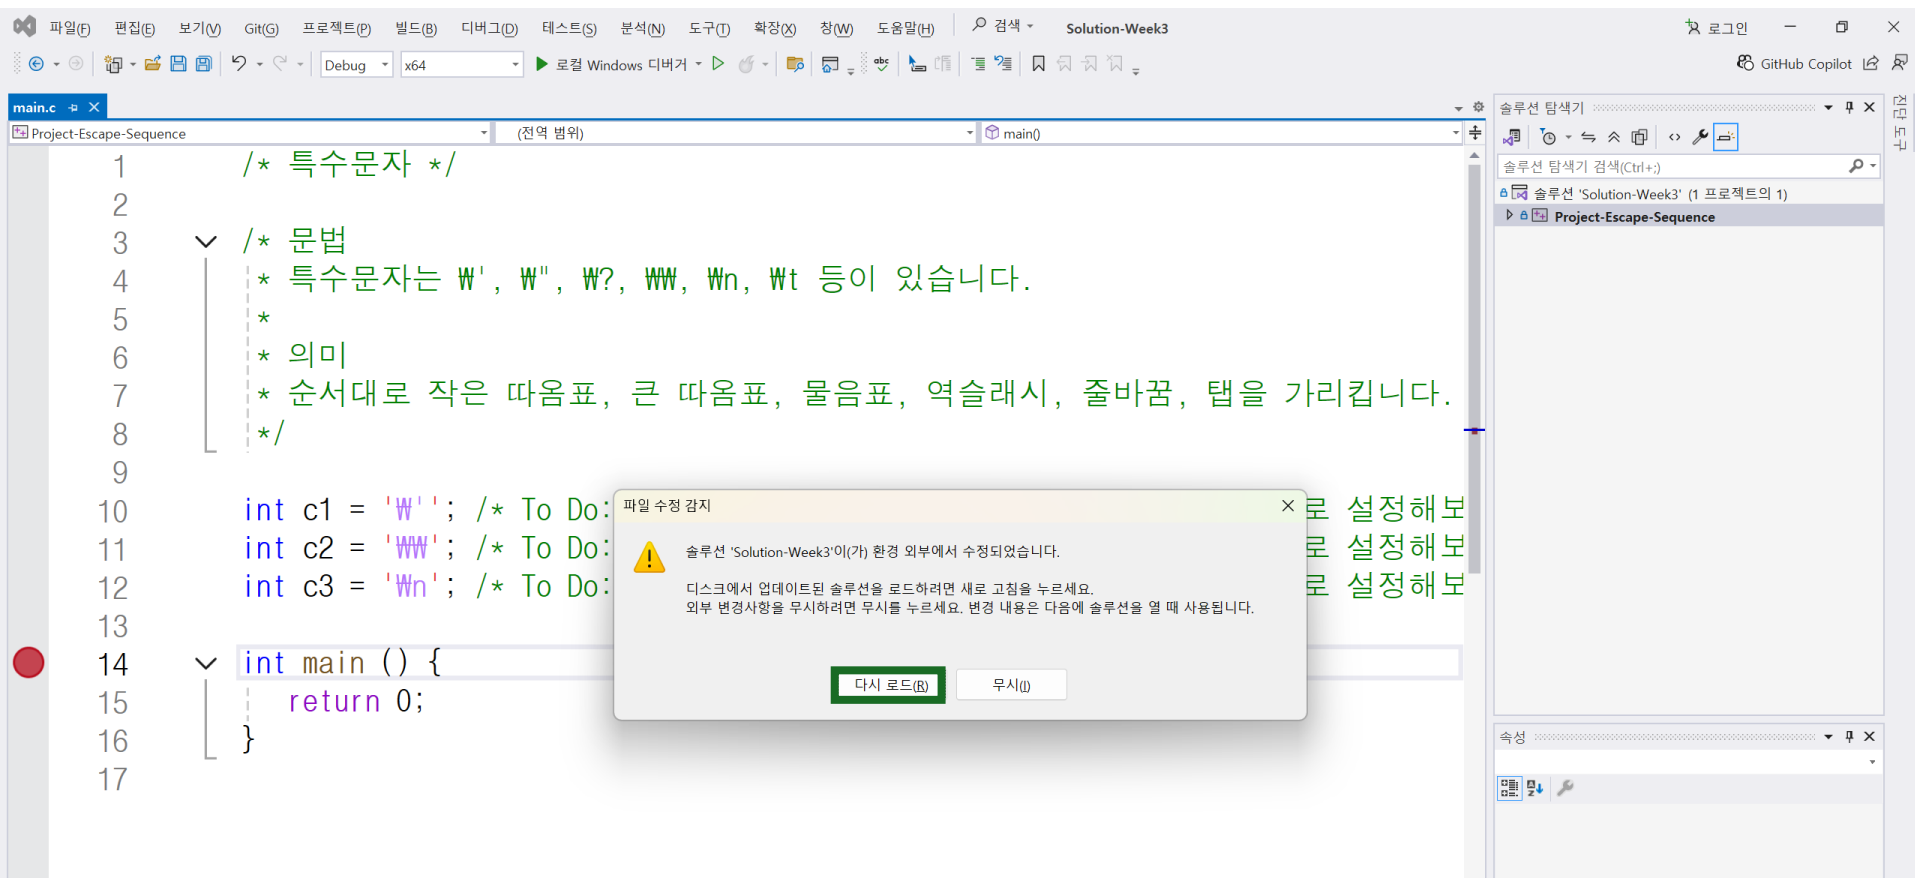 파일(F) 편집(E) 보기(V) Git(G) 프로젝트(P) 빌드(B) 디버그(D) 테스트(S) 분석(N) 도구(T) 확장(X) 창(W) 도움말(H) 검색 Solution-Week3 로그인
Debug x64 로컬 Windows 디버거 abc GitHub Copilot
main.c
Project-Escape-Sequence (전역 범위) main()
1 /* 특수문자 */
2
3 /* 문법
4 * 특수문자는 ₩', ₩", ₩?, ₩₩, ₩n, ₩t 등이 있습니다.
5 *
6 * 의미
7 * 순서대로 작은 따옴표, 큰 따옴표, 물음표, 역슬래시, 줄바꿈, 탭을 가리킵니다.
8 */
9
10 int c1 = '₩''; /* To Do: 로 설정해보
11 int c2 = '₩₩'; /* To Do: 로 설정해보
12 int c3 = '₩n'; /* To Do: 로 설정해보
13
14 int main () {
15 return 0;
16 }
17
파일 수정 감지
솔루션 'Solution-Week3'이(가) 환경 외부에서 수정되었습니다.
디스크에서 업데이트된 솔루션을 로드하려면 새로 고침을 누르세요.
외부 변경사항을 무시하려면 무시를 누르세요. 변경 내용은 다음에 솔루션을 열 때 사용됩니다.
다시 로드(R) 무시(I)
솔루션 탐색기
솔루션 탐색기 검색(Ctrl+;)
솔루션 'Solution-Week3' (1 프로젝트의 1)
Project-Escape-Sequence
속성
진단 도구